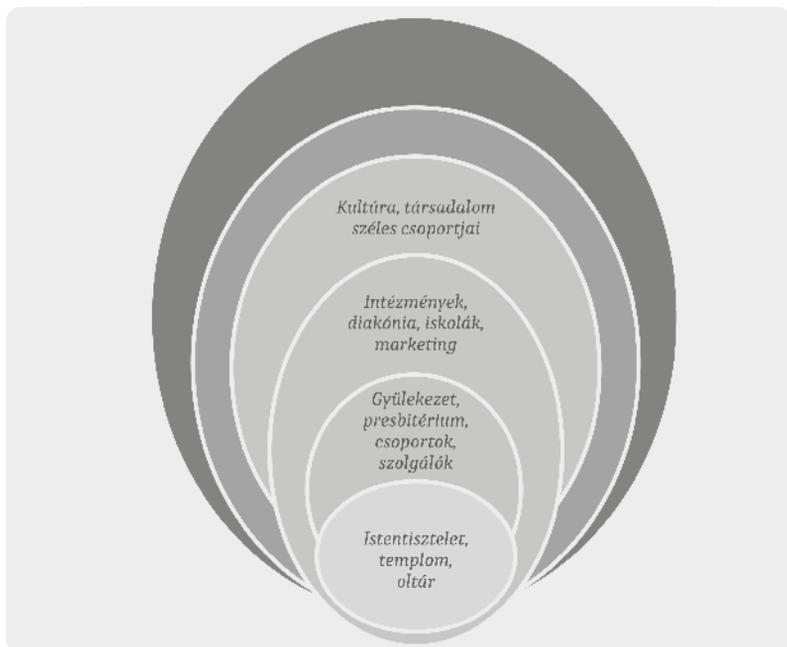 Kultúra, társadalom
széles csoportjai
Intézmények,
diakónia, iskolák,
marketing
Gyülekezet,
presbitérium,
csoportok,
szolgálók
Istentisztelet,
templom,
oltár